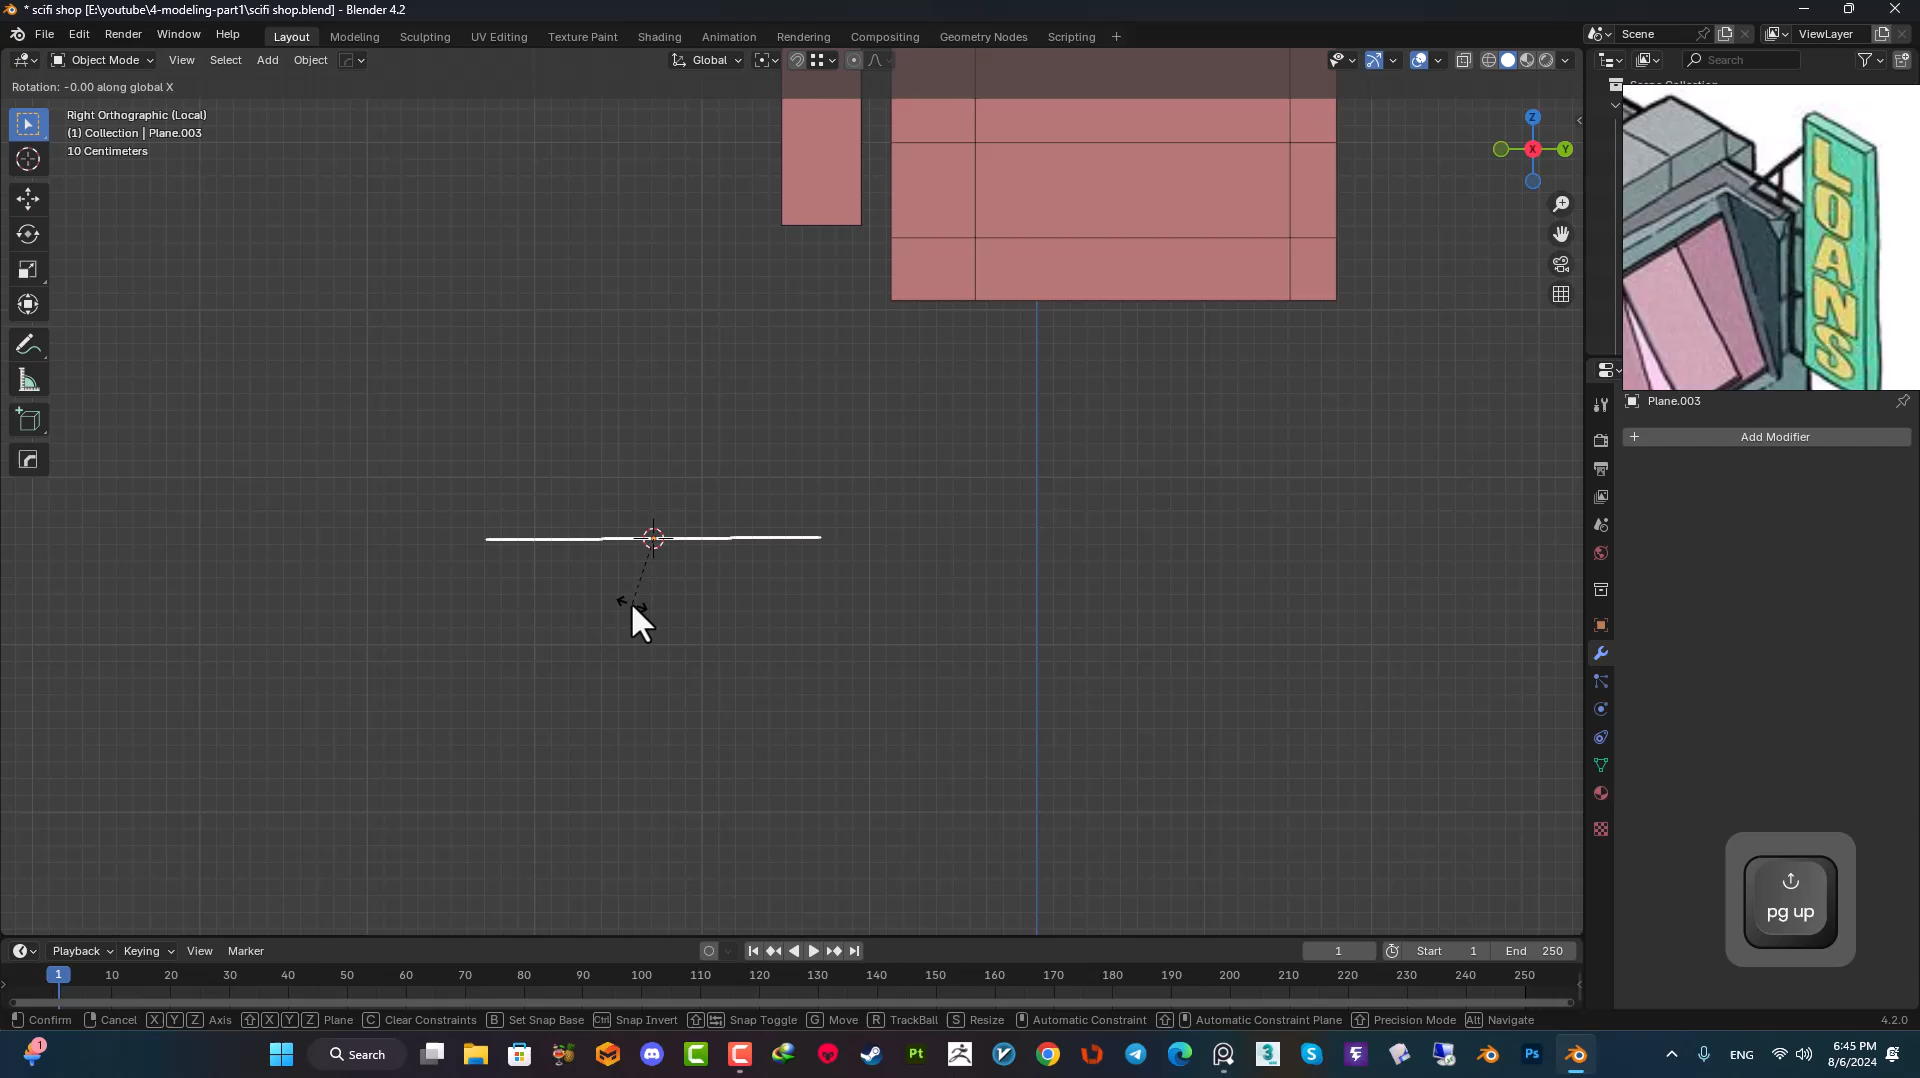 * scifi shop [E:\youtube\4-modeling-part1\scifi shop.blend] - Blender 4.2
File Edit Render Window Help
Layout Modeling Sculpting UV Editing Texture Paint Shading Animation Rendering Compositing Geometry Nodes Scripting +
Scene
ViewLayer
Object Mode View Select Add Object
Global
Search
Rotation: -0.00 along global X
Right Orthographic (Local)
(1) Collection | Plane.003
10 Centimeters
Z
X
Y
LOANS
Plane.003
+ Add Modifier
pg up
Playback Keying View Marker
1
Start 1
End 250
1 10 20 30 40 50 60 70 80 90 100 110 120 130 140 150 160 170 180 190 200 210 220 230 240 250
Confirm Cancel X Y Z Axis X Y Z Plane C Clear Constraints B Set Snap Base Ctrl Snap Invert Snap Toggle G Move R TrackBall S Resize Automatic Constraint Automatic Constraint Plane Precision Mode Alt Navigate
4.2.0
1
Search
Pt
3
Ps
ENG
6:45 PM
8/6/2024